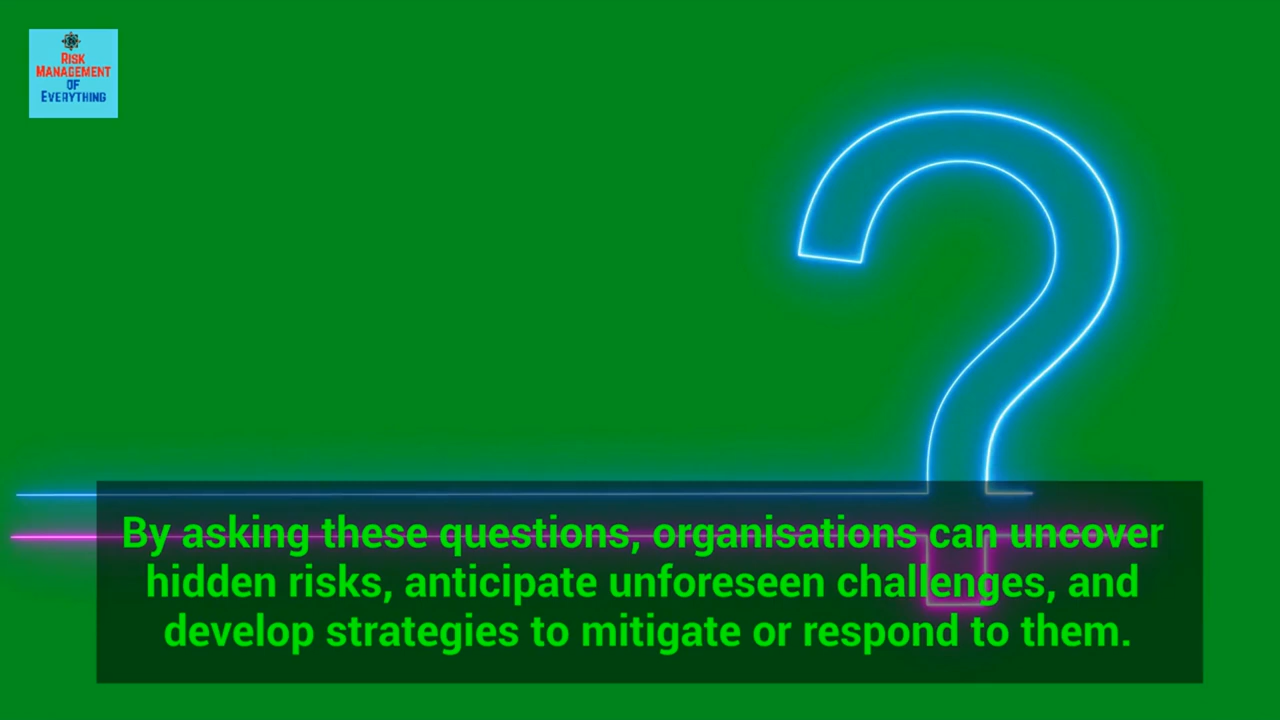 RISK
MANAGEMENT
OF
EVERYTHING
By asking these questions, organisations can uncover
hidden risks, anticipate unforeseen challenges, and
develop strategies to mitigate or respond to them.